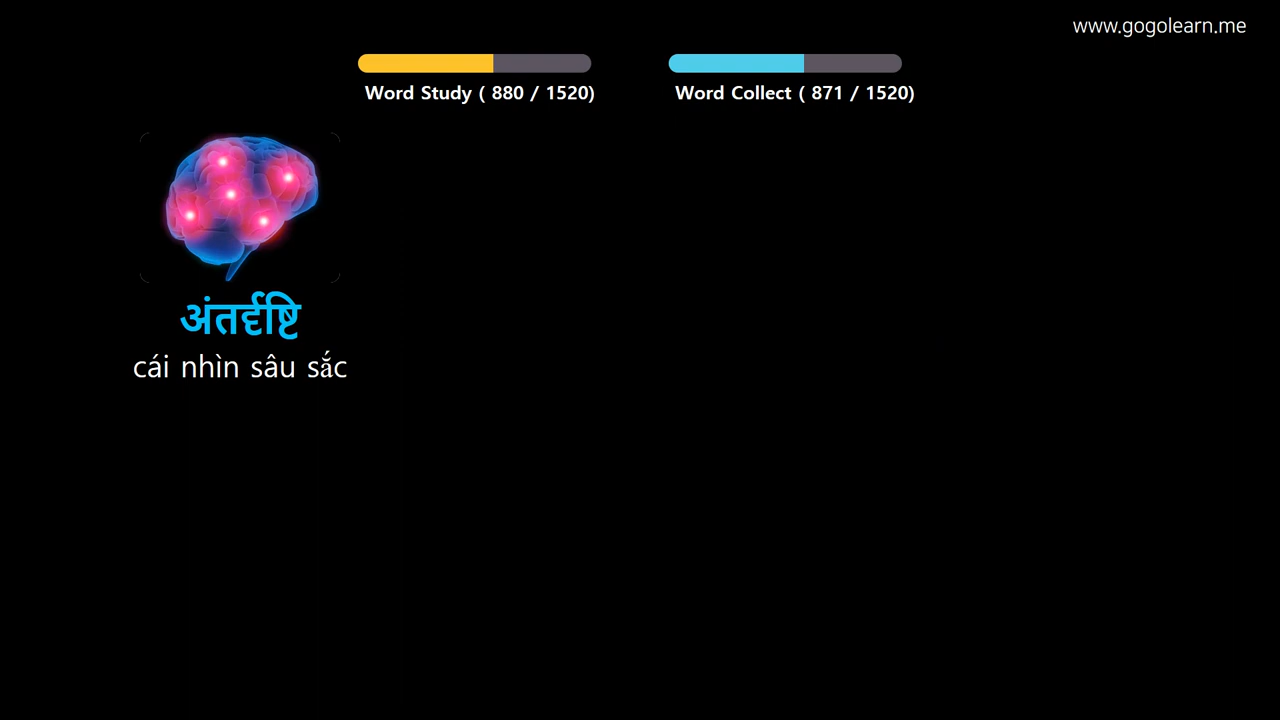 www.gogolearn.me
Word Study ( 880 / 1520)
Word Collect ( 871 / 1520)
अंतर्दृष्टि
cái nhìn sâu sắc